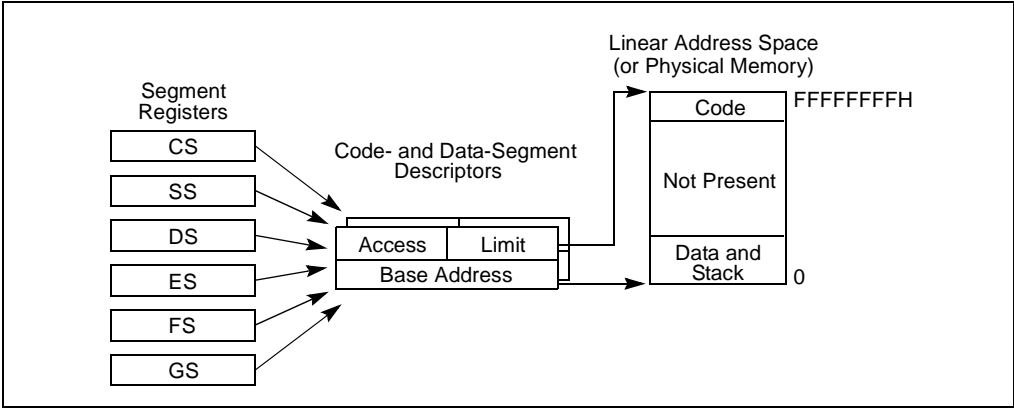 Linear Address Space
(or Physical Memory)
Segment
Registers
CS
SS
DS
ES
FS
GS
Code- and Data-Segment
Descriptors
Access
Limit
Base Address
Code
FFFFFFFFH
Not Present
Data and
Stack
0